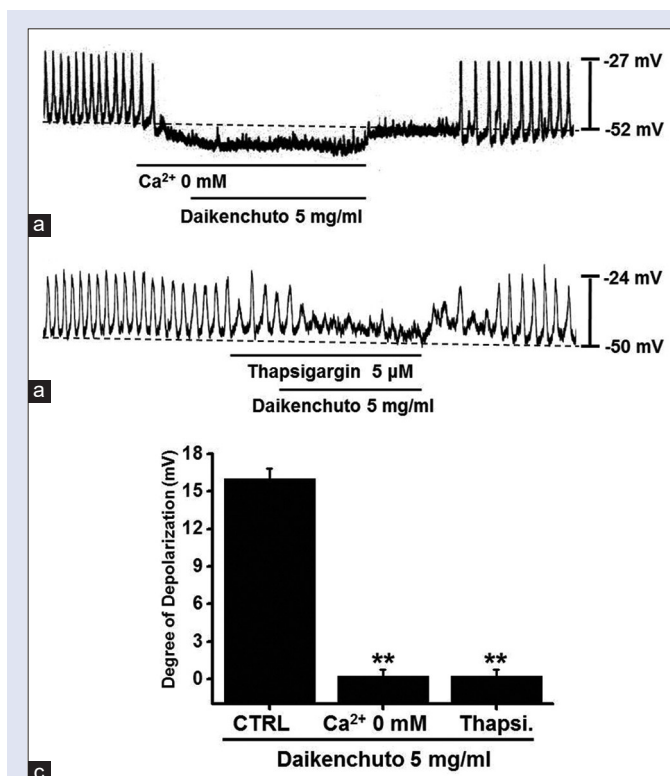 -27 mV
-52 mV
Ca²⁺ 0 mM
Daikenchuto 5 mg/ml
a
-24 mV
-50 mV
Thapsigargin 5 µM
Daikenchuto 5 mg/ml
a
18
15
12
9
6
3
0
Degree of Depolarization (mV)
** **
CTRL Ca²⁺ 0 mM Thapsi.
Daikenchuto 5 mg/ml
c